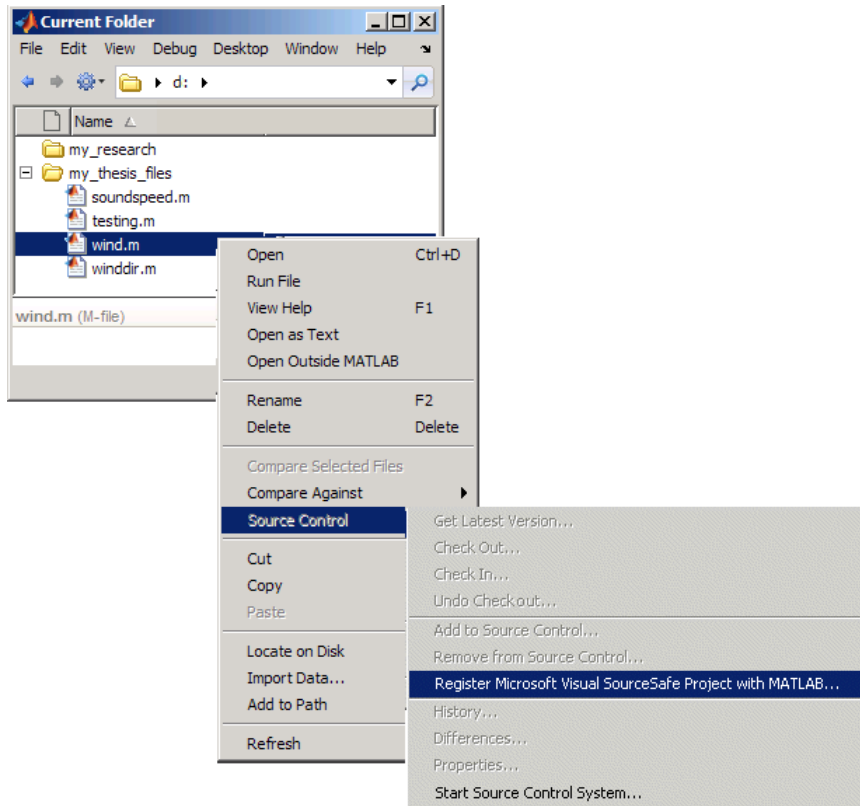 Current Folder
File Edit View Debug Desktop Window Help
d:
Name
my_research
my_thesis_files
soundspeed.m
testing.m
wind.m
winddir.m
wind.m (M-file)
Open Ctrl+D
Run File
View Help F1
Open as Text
Open Outside MATLAB
Rename F2
Delete Delete
Compare Selected Files
Compare Against
Source Control
Cut
Copy
Paste
Locate on Disk
Import Data...
Add to Path
Refresh
Get Latest Version...
Check Out...
Check In...
Undo Checkout...
Add to Source Control...
Remove from Source Control...
Register Microsoft Visual SourceSafe Project with MATLAB...
History...
Differences...
Properties...
Start Source Control System...